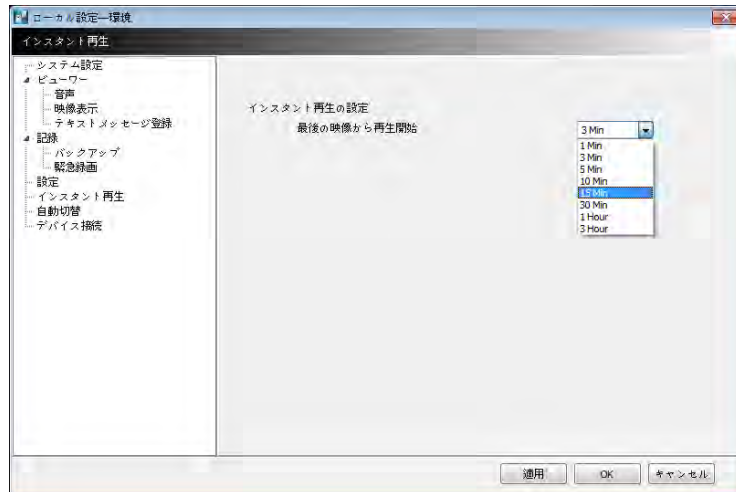 ローカル設定―環境
インスタント再生
システム設定
ビューワー
音声
映像表示
テキストメッセージ登録
記録
バックアップ
緊急録画
設定
インスタント再生
自動切替
デバイス接続
インスタント再生の設定
最後の映像から再生開始
3 Min
1 Min
3 Min
5 Min
10 Min
15 Min
30 Min
1 Hour
3 Hour
適用
OK
キャンセル